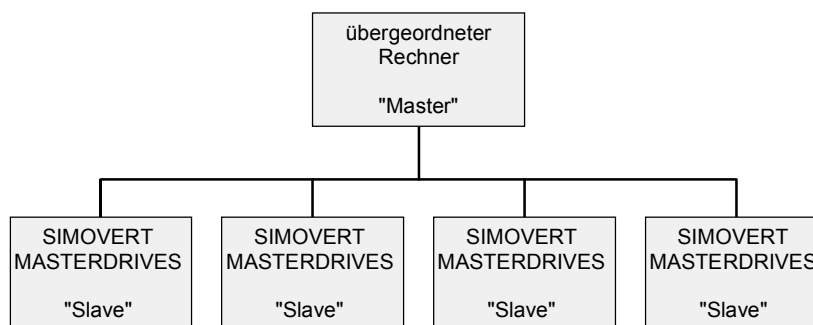 übergeordneter
Rechner
"Master"
SIMOVERT
MASTERDRIVES
"Slave"
SIMOVERT
MASTERDRIVES
"Slave"
SIMOVERT
MASTERDRIVES
"Slave"
SIMOVERT
MASTERDRIVES
"Slave"